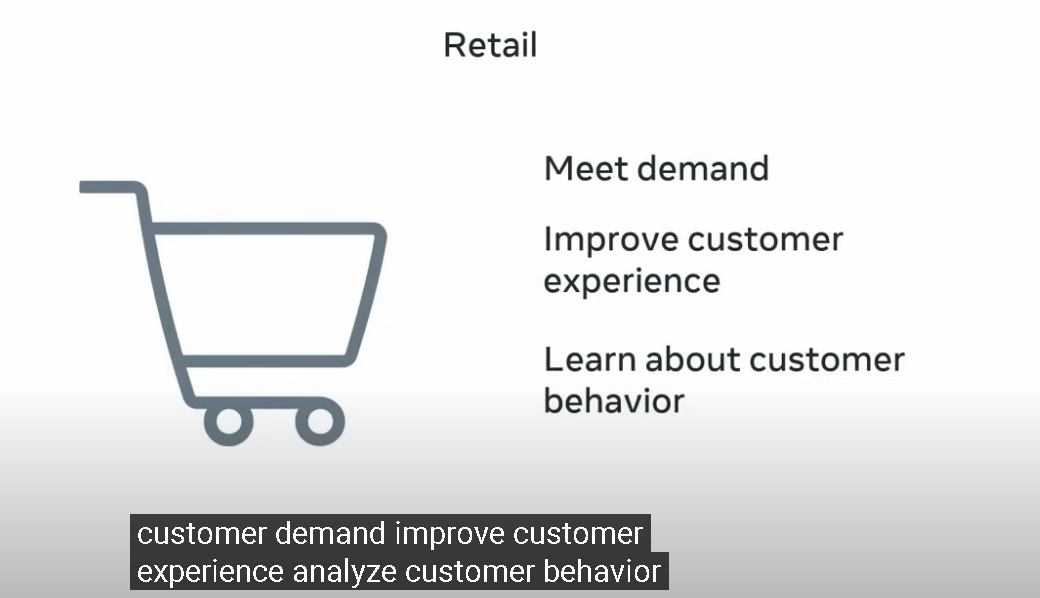 Retail
Meet demand
Improve customer
experience
Learn about customer
behavior
customer demand improve customer
experience analyze customer behavior